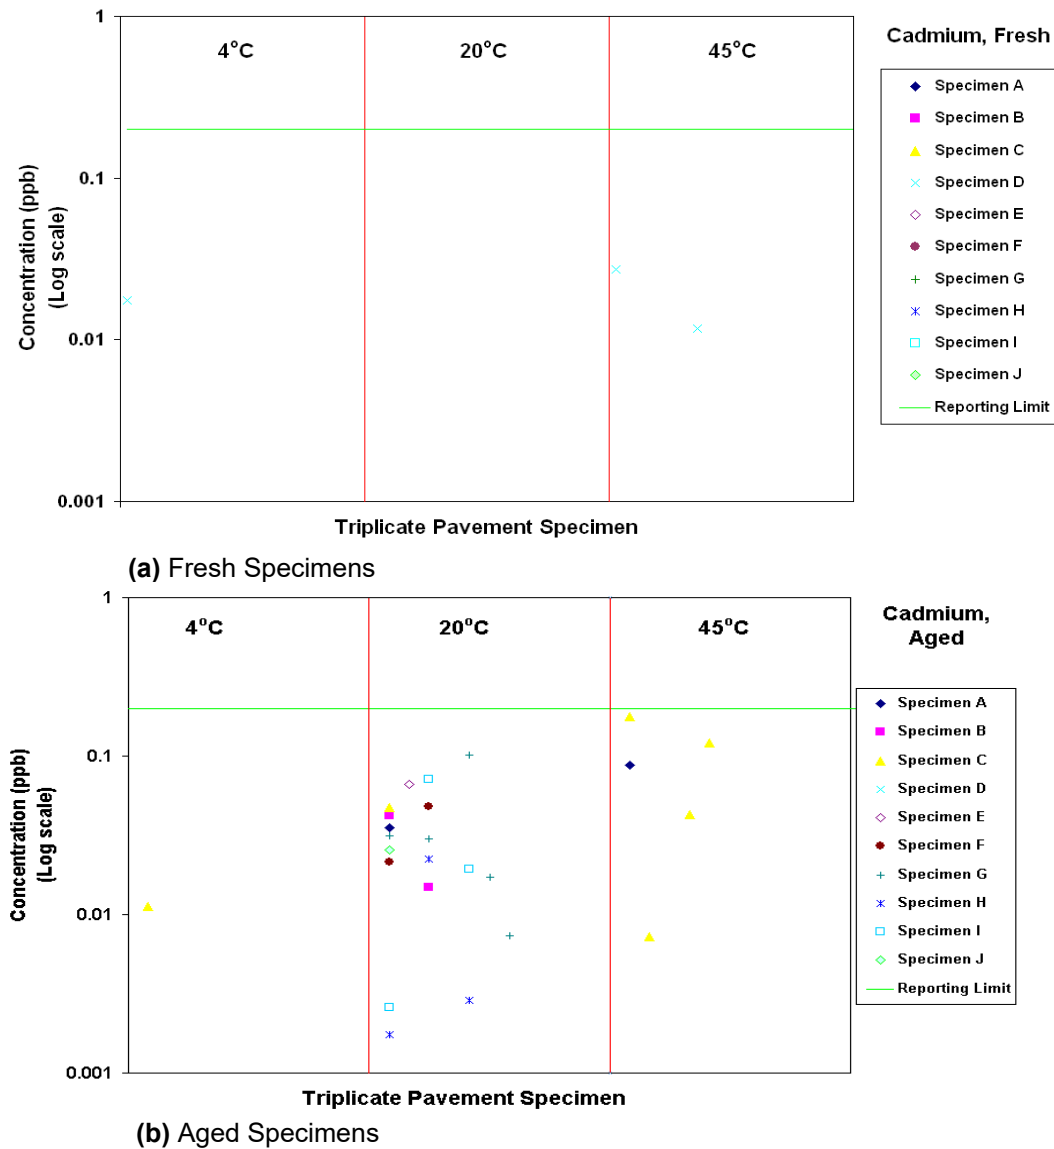 1
4°C
20°C
45°C
Cadmium, Fresh
Specimen A
Specimen B
Specimen C
Specimen D
Specimen E
Specimen F
Specimen G
Specimen H
Specimen I
Specimen J
Reporting Limit
Concentration (ppb)
(Log scale)
0.1
0.01
0.001
Triplicate Pavement Specimen
(a) Fresh Specimens
1
4°C
20°C
45°C
Cadmium,
Aged
Specimen A
Specimen B
Specimen C
Specimen D
Specimen E
Specimen F
Specimen G
Specimen H
Specimen I
Specimen J
Reporting Limit
Concentration (ppb)
(Log scale)
0.1
0.01
0.001
Triplicate Pavement Specimen
(b) Aged Specimens